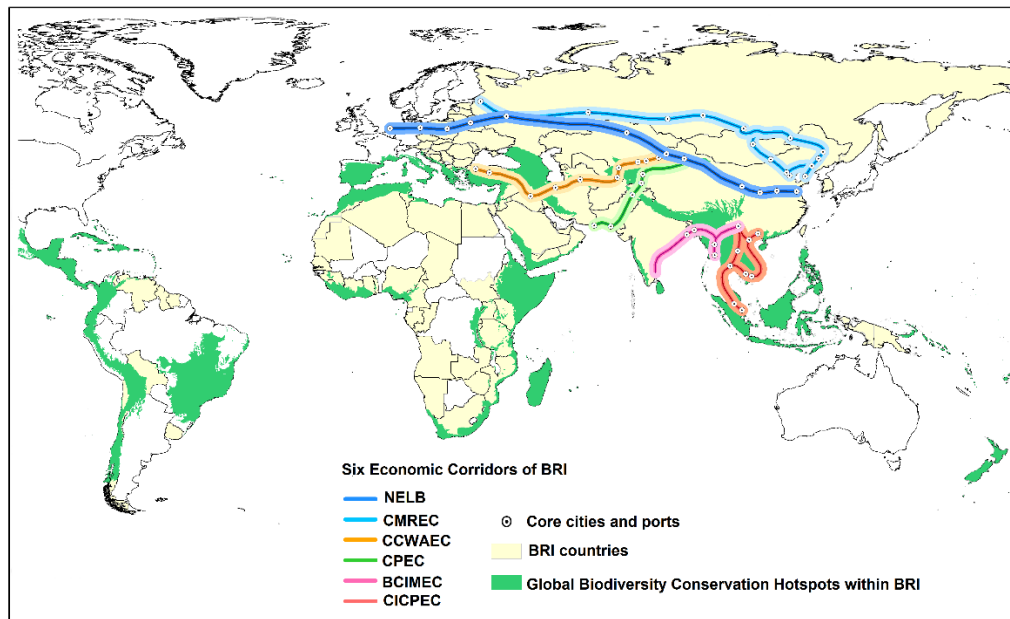 Six Economic Corridors of BRI
NELB
CMREC
CCWAEC
CPEC
BCIMEC
CICPEC
Core cities and ports
BRI countries
Global Biodiversity Conservation Hotspots within BRI